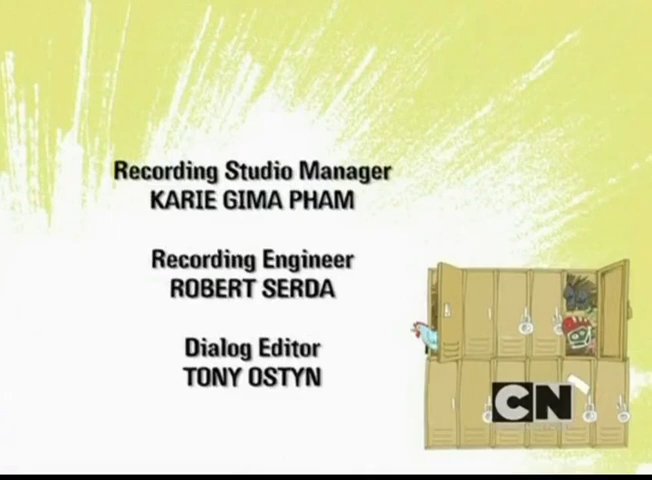 Recording Studio Manager
KARIE GIMA PHAM
Recording Engineer
ROBERT SERDA
Dialog Editor
TONY OSTYN
CN